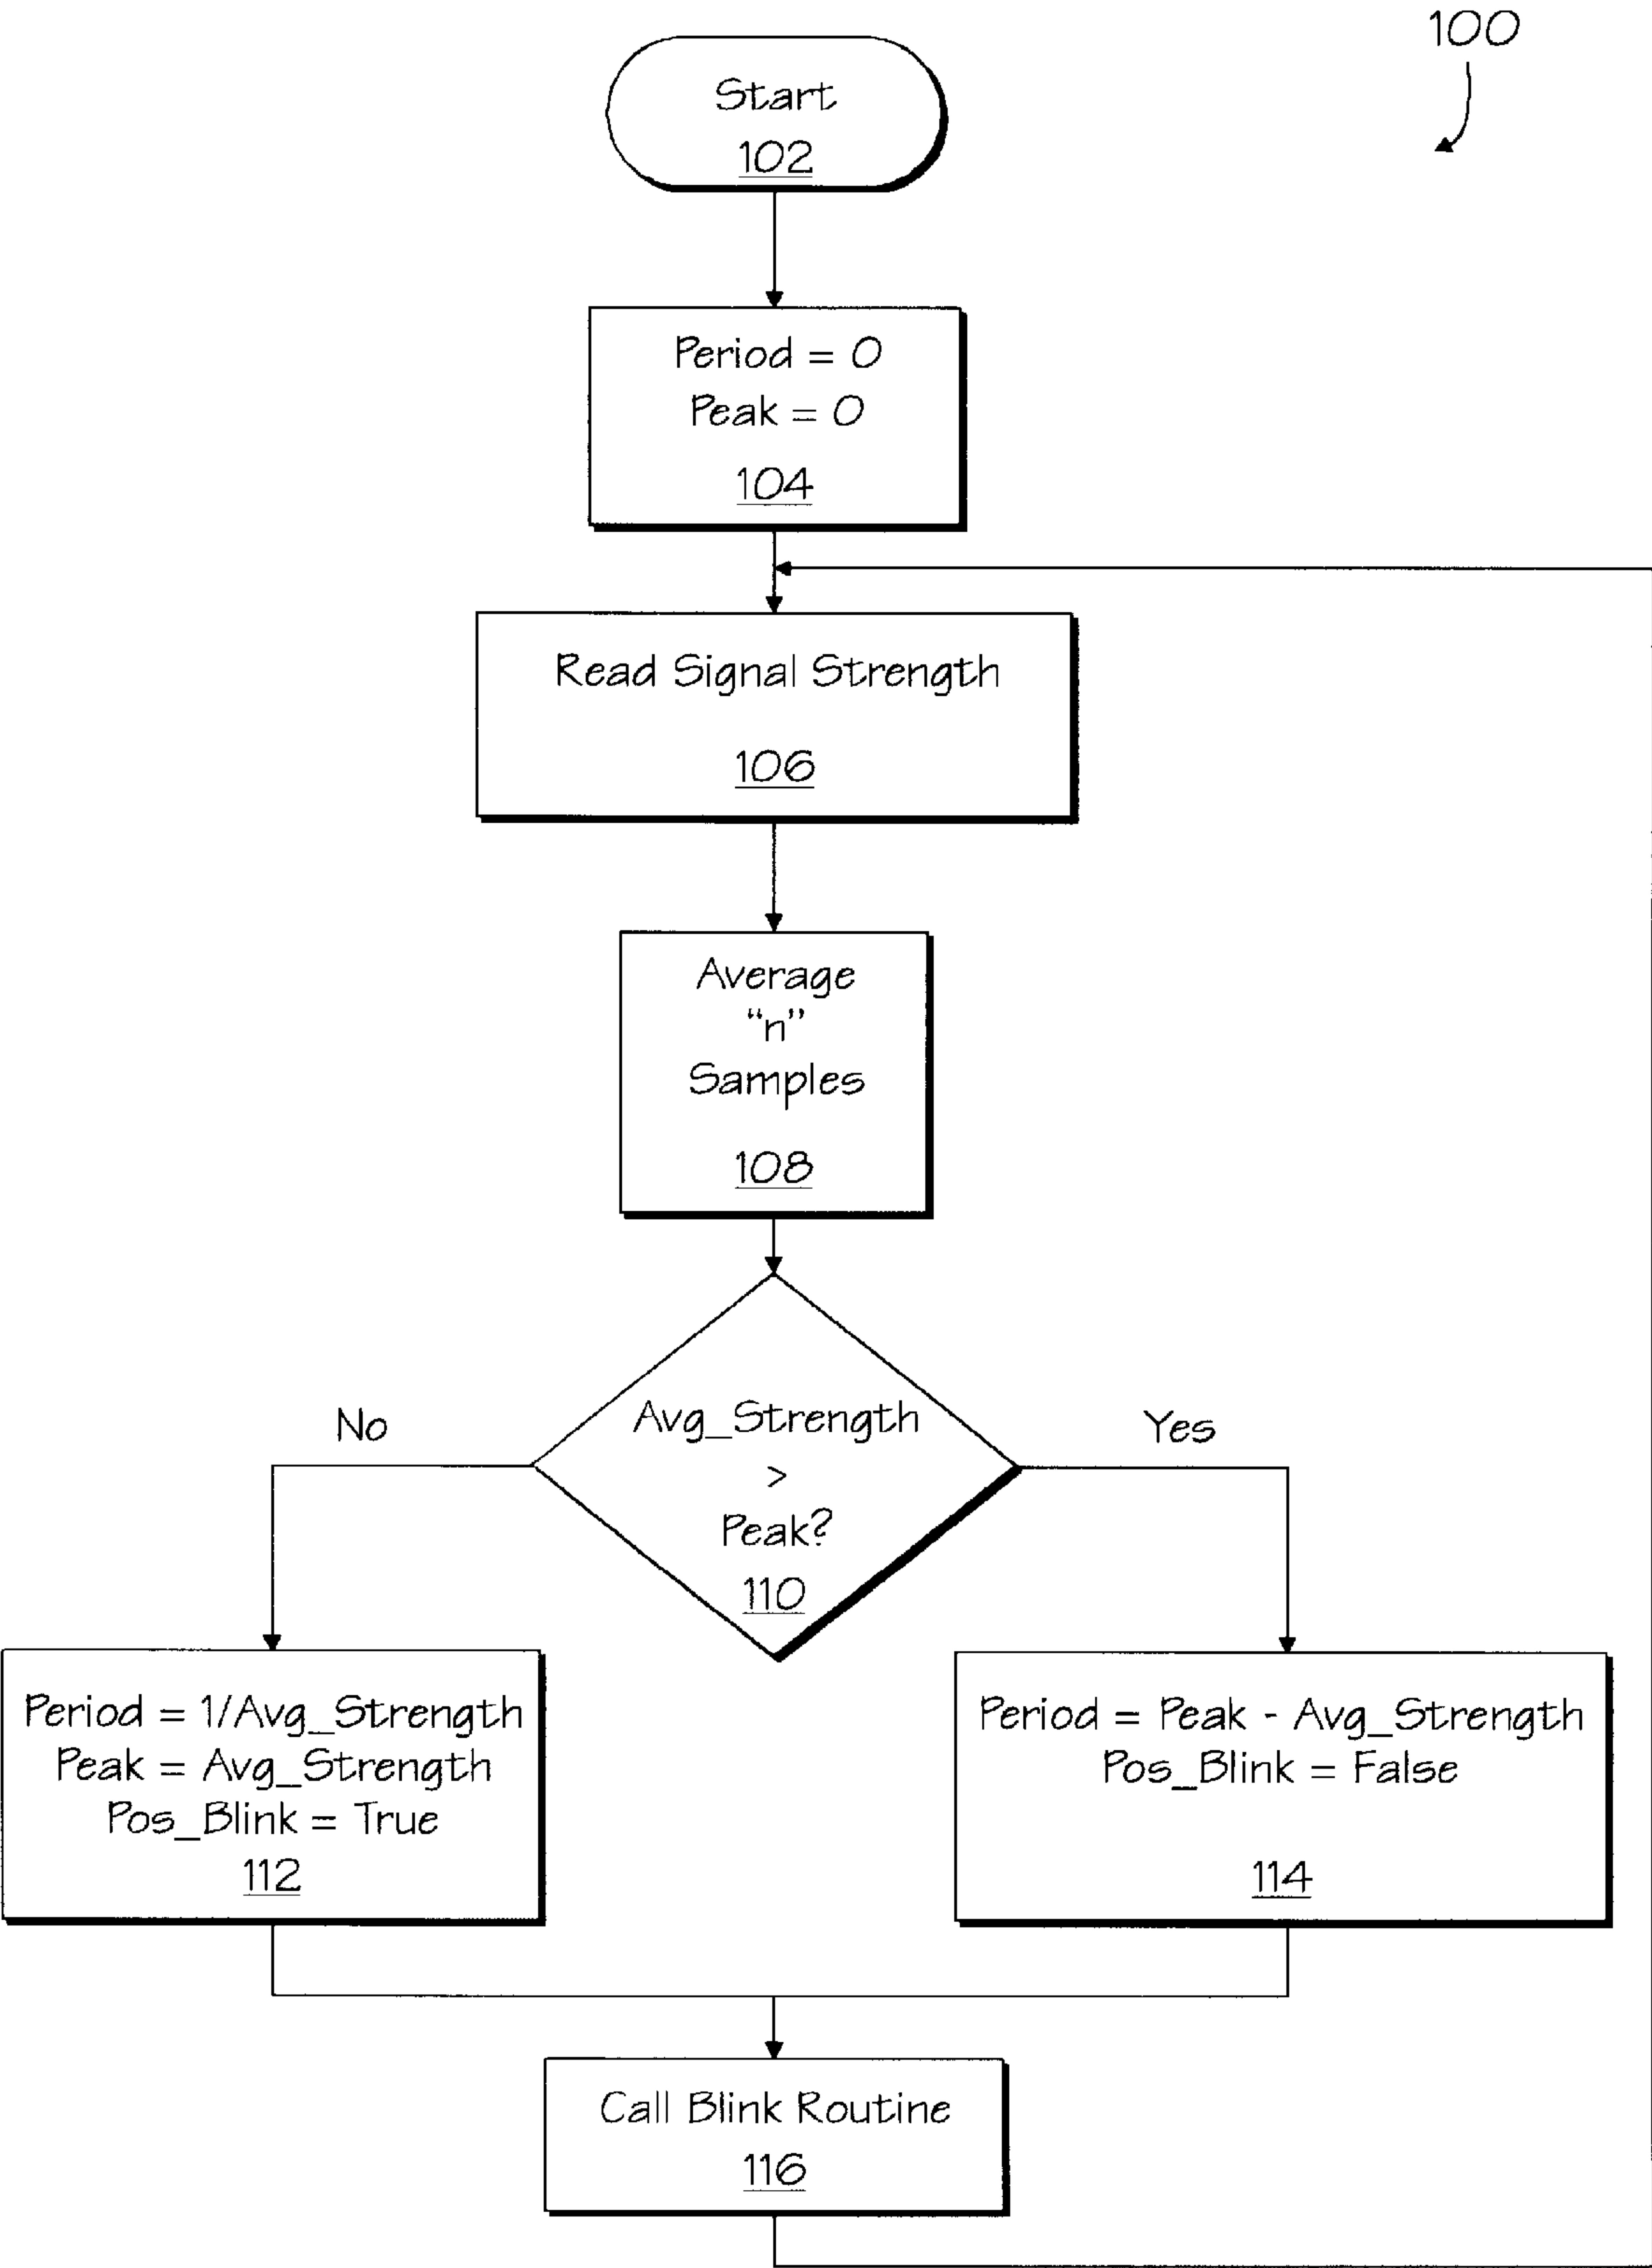 100
Start
102
Period = 0
Peak = 0
104
Read Signal Strength
106
Average
“n”
Samples
108
No
Avg_Strength
>
Peak?
110
Yes
Period = 1/Avg_Strength
Peak = Avg_Strength
Pos_Blink = True
112
Period = Peak - Avg_Strength
Pos_Blink = False
114
Call Blink Routine
116